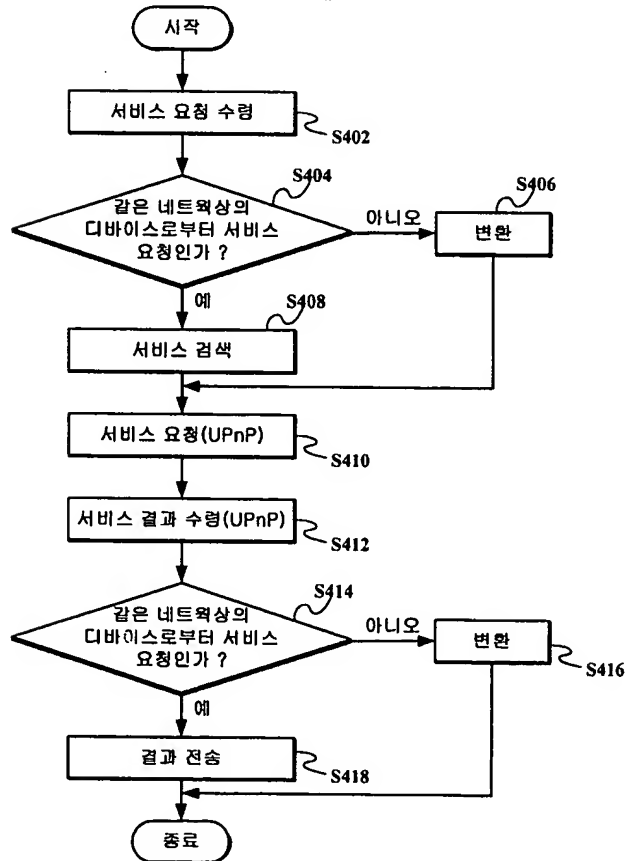 시작
서비스 요청 수령
S402
S404
같은 네트웍상의
디바이스로부터 서비스
요청인가 ?
아니오
S406
변환
예
S408
서비스 검색
서비스 요청(UPnP)
S410
서비스 결과 수령(UPnP)
S412
S414
같은 네트웍상의
디바이스로부터 서비스
요청인가 ?
아니오
변환
S416
예
결과 전송
S418
종료